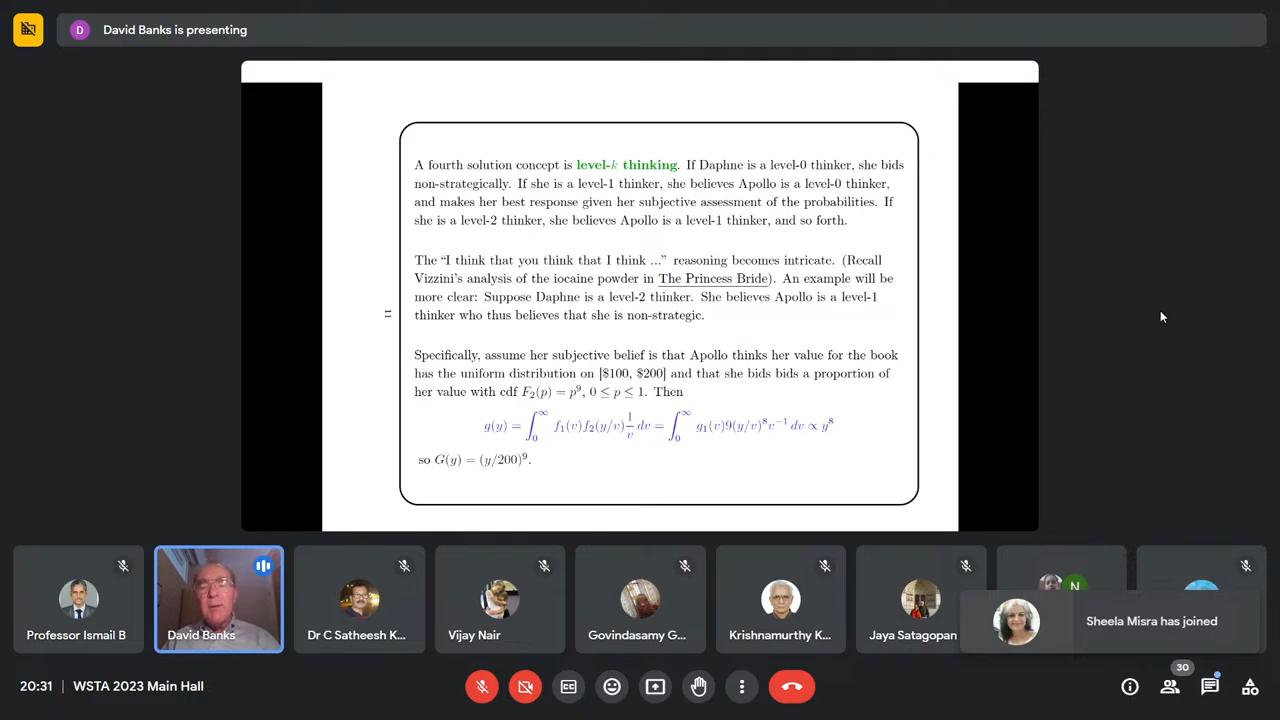 D
David Banks is presenting
A fourth solution concept is level-k thinking. If Daphne is a level-0 thinker, she bids
non-strategically. If she is a level-1 thinker, she believes Apollo is a level-0 thinker,
and makes her best response given her subjective assessment of the probabilities. If
she is a level-2 thinker, she believes Apollo is a level-1 thinker, and so forth.
The “I think that you think that I think ...” reasoning becomes intricate. (Recall
Vizzini’s analysis of the iocaine powder in The Princess Bride). An example will be
more clear: Suppose Daphne is a level-2 thinker. She believes Apollo is a level-1
thinker who thus believes that she is non-strategic.
11
Specifically, assume her subjective belief is that Apollo thinks her value for the book
has the uniform distribution on [$100, $200] and that she bids bids a proportion of
her value with cdf F₂(p) = p⁹, 0 ≤ p ≤ 1. Then
g(y) = ∫₀^∞ f₁(v)f₂(y/v) 1/v dv = ∫₀^∞ g₁(v)9(y/v)⁸v⁻¹ dv ∝ y⁸
so G(y) = (y/200)⁹.
Professor Ismail B
David Banks
Dr C Satheesh K...
Vijay Nair
Govindasamy G...
Krishnamurthy K...
Jaya Satagopan
N
Sheela Misra has joined
20:31 | WSTA 2023 Main Hall
30